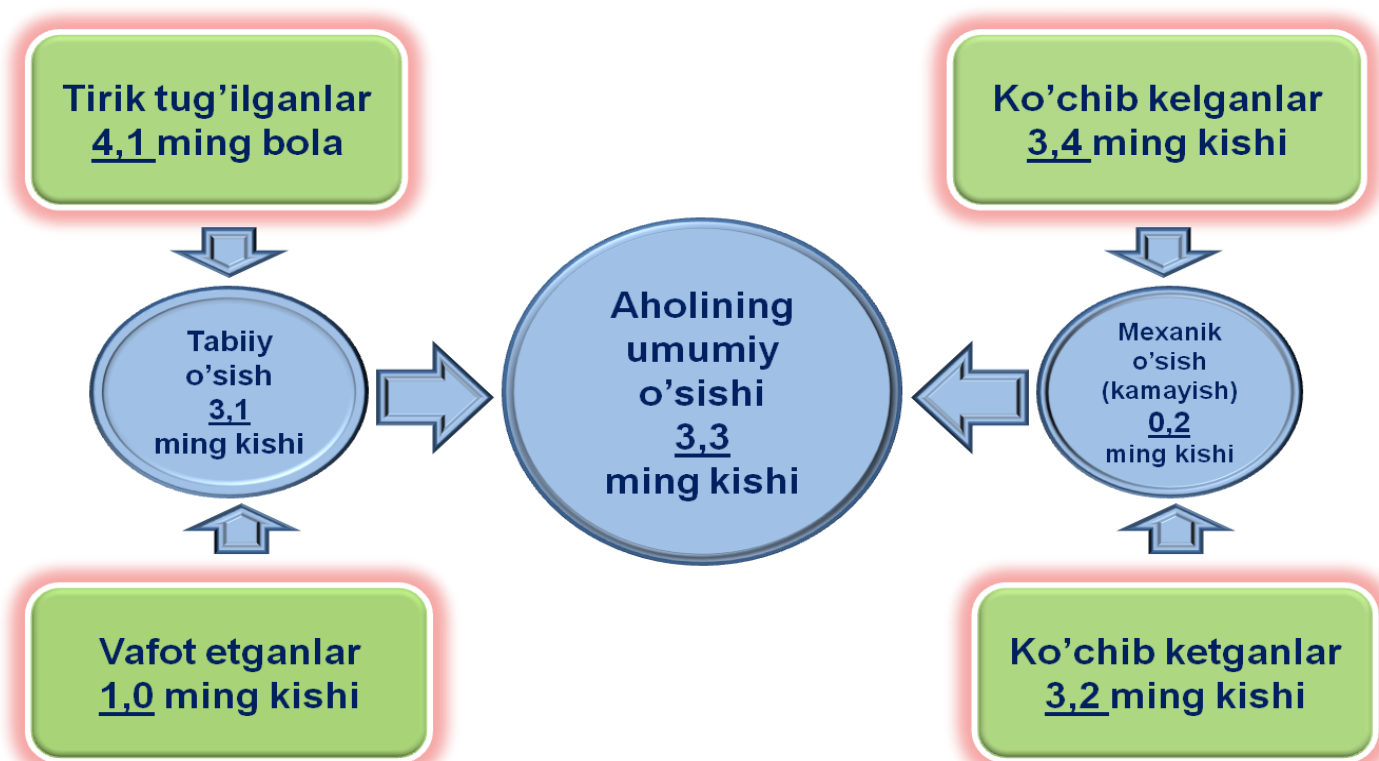 Tirik tug’ilganlar
4,1 ming bola
Ko’chib kelganlar
3,4 ming kishi
Tabiiy
o’sish
3,1
ming kishi
Aholining
umumiy
o’sishi
3,3
ming kishi
Mexanik
o’sish
(kamayish)
0,2
ming kishi
Vafot etganlar
1,0 ming kishi
Ko’chib ketganlar
3,2 ming kishi